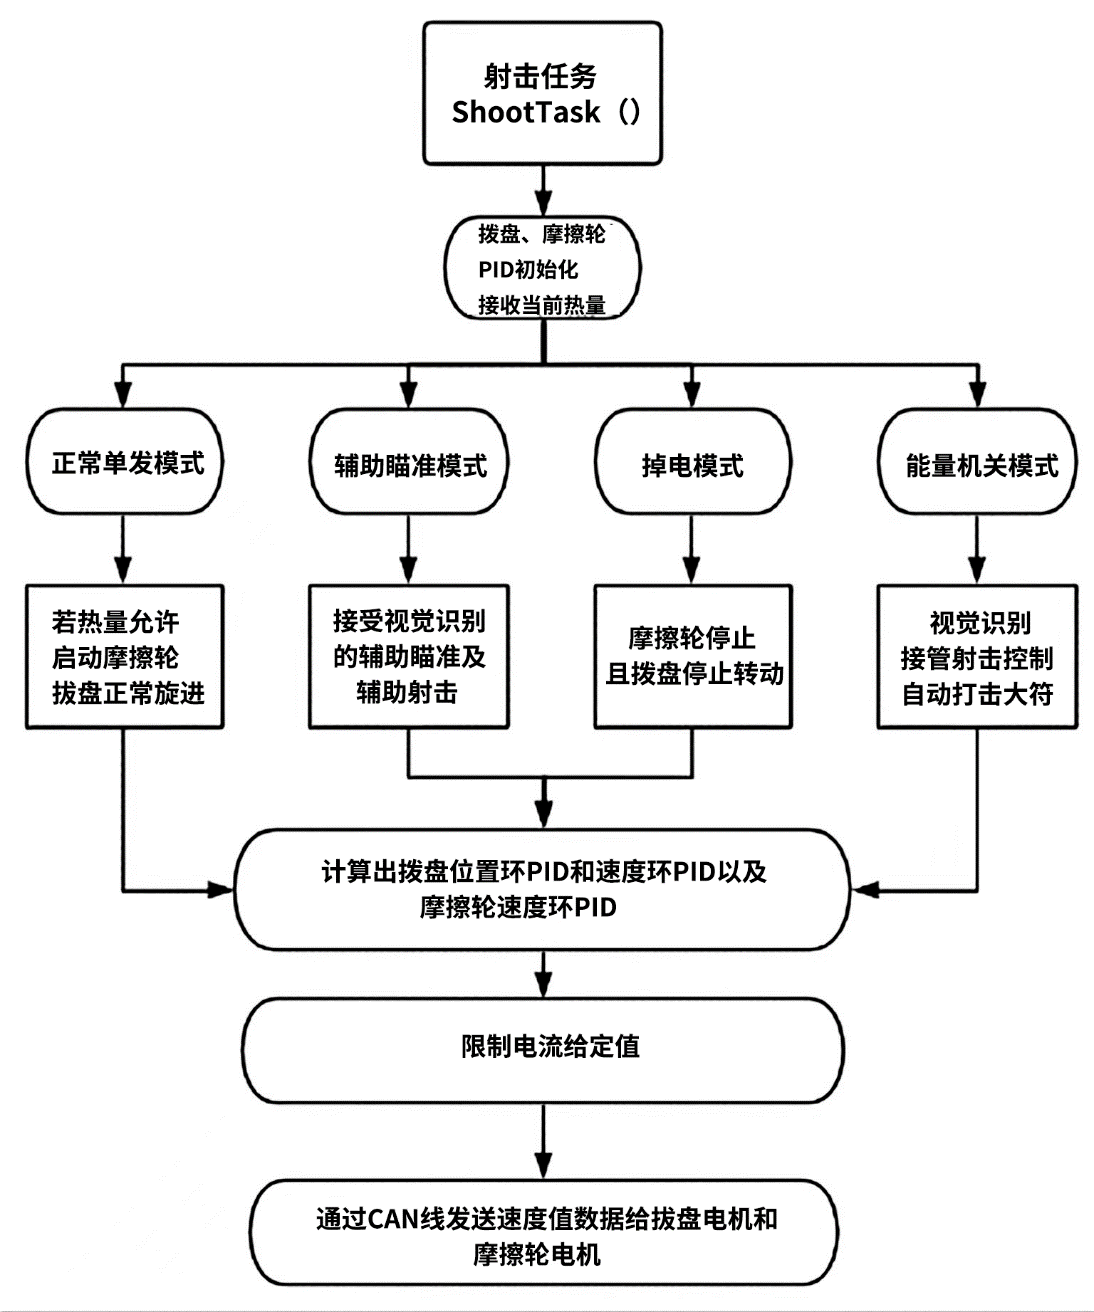 射击任务
ShootTask（）
拨盘、摩擦轮
PID初始化
接收当前热量
正常单发模式
辅助瞄准模式
掉电模式
能量机关模式
若热量允许
启动摩擦轮
拔盘正常旋进
接受视觉识别
的辅助瞄准及
辅助射击
摩擦轮停止
且拨盘停止转动
视觉识别
接管射击控制
自动打击大符
计算出拨盘位置环PID和速度环PID以及
摩擦轮速度环PID
限制电流给定值
通过CAN线发送速度值数据给拔盘电机和
摩擦轮电机